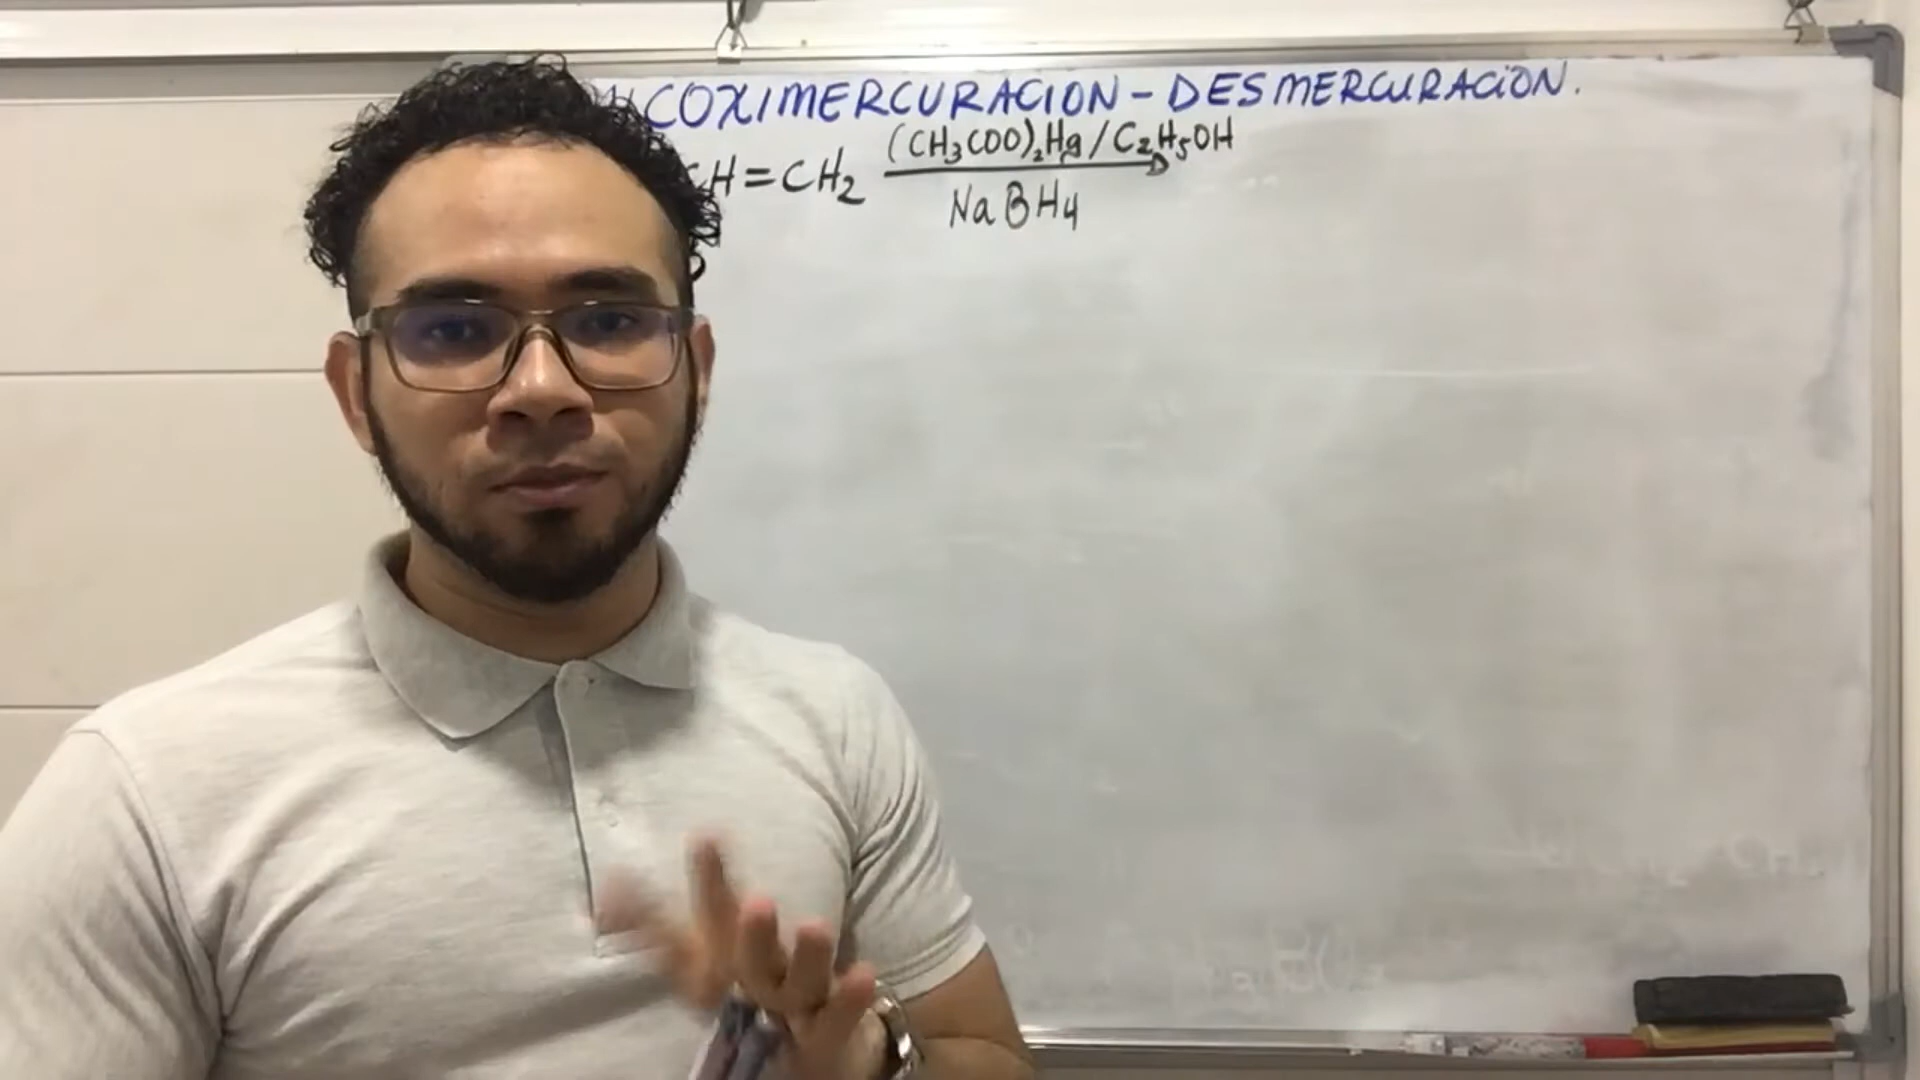 COXIMERCURACION - DESMERCURACION.
(CH₃COO)₂Hg / C₂H₅OH
CH=CH₂
NaBH₄